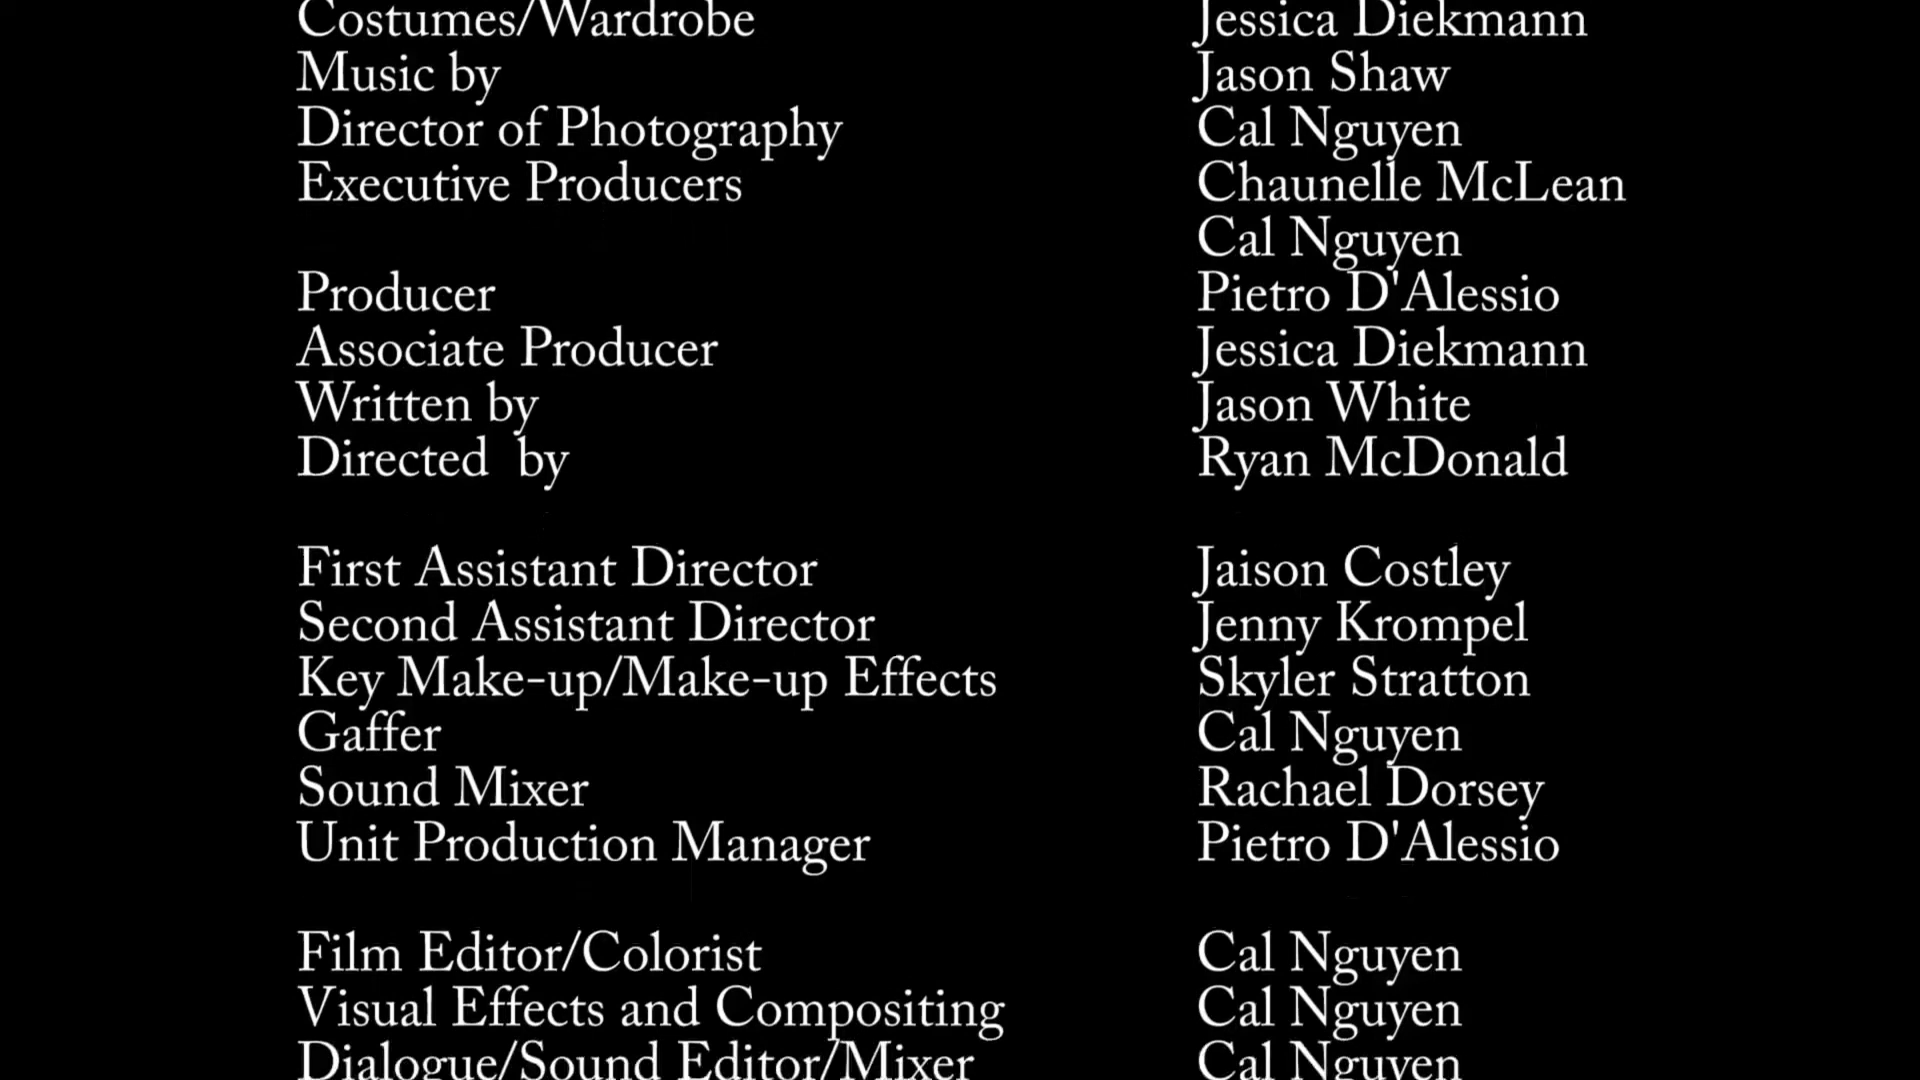 Costumes/Wardrobe Jessica Diekmann
Music by Jason Shaw
Director of Photography Cal Nguyen
Executive Producers Chaunelle McLean
Cal Nguyen
Producer Pietro D'Alessio
Associate Producer Jessica Diekmann
Written by Jason White
Directed  by Ryan McDonald
First Assistant Director Jaison Costley
Second Assistant Director Jenny Krompel
Key Make-up/Make-up Effects Skyler Stratton
Gaffer Cal Nguyen
Sound Mixer Rachael Dorsey
Unit Production Manager Pietro D'Alessio
Film Editor/Colorist Cal Nguyen
Visual Effects and Compositing Cal Nguyen
Dialogue/Sound Editor/Mixer Cal Nguyen